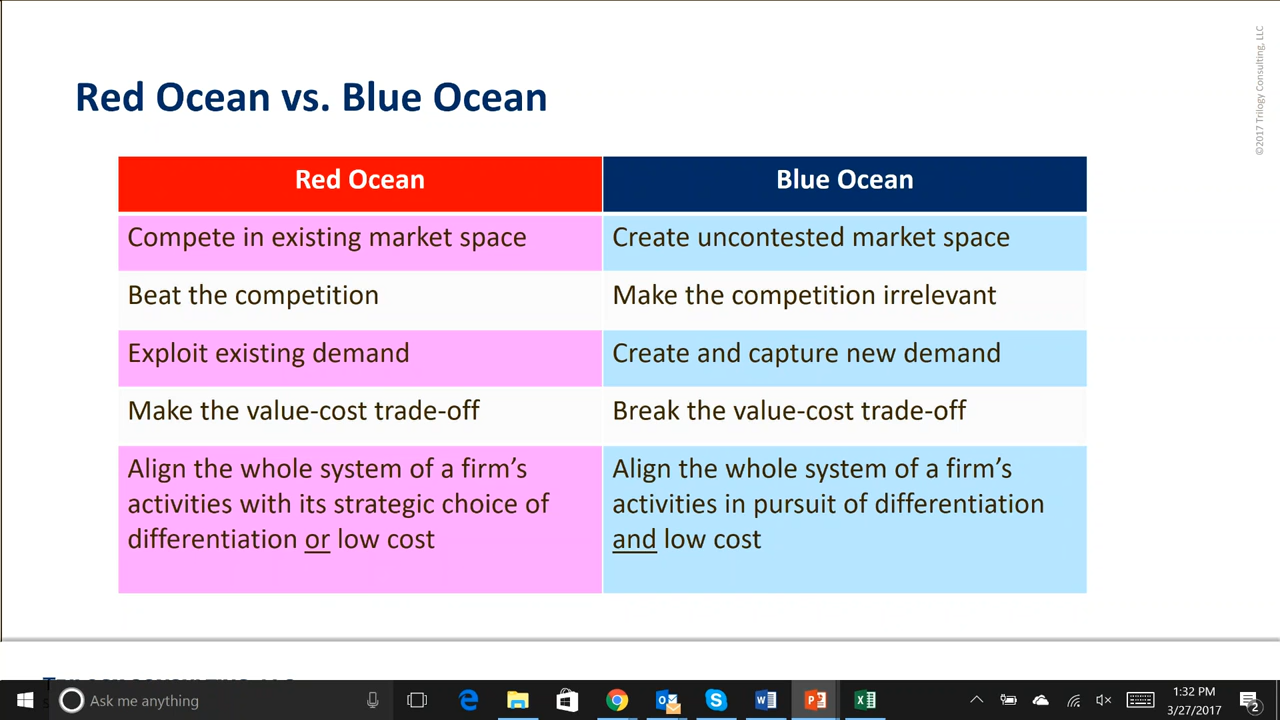 ©2017 Trilogy Consulting, LLC
Red Ocean vs. Blue Ocean
Red Ocean
Blue Ocean
Compete in existing market space
Create uncontested market space
Beat the competition
Make the competition irrelevant
Exploit existing demand
Create and capture new demand
Make the value-cost trade-off
Break the value-cost trade-off
Align the whole system of a firm’s
activities with its strategic choice of
differentiation or low cost
Align the whole system of a firm’s
activities in pursuit of differentiation
and low cost
Ask me anything
1:32 PM
3/27/2017
2